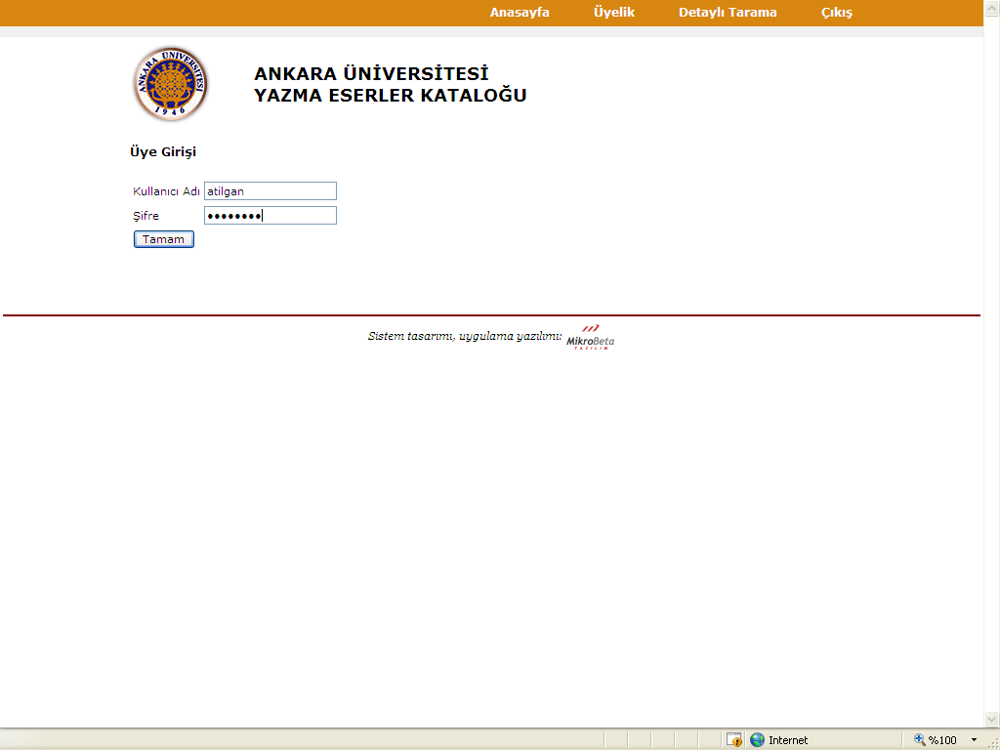 Anasayfa Üyelik Detaylı Tarama Çıkış
ANKARA ÜNİVERSİTESİ
1946
ANKARA ÜNİVERSİTESİ
YAZMA ESERLER KATALOĞU
Üye Girişi
Kullanıcı Adı atilgan
Şifre ••••••••
Tamam
Sistem tasarımı, uygulama yazılımı: MikroBeta
YAZILIM
Internet %100